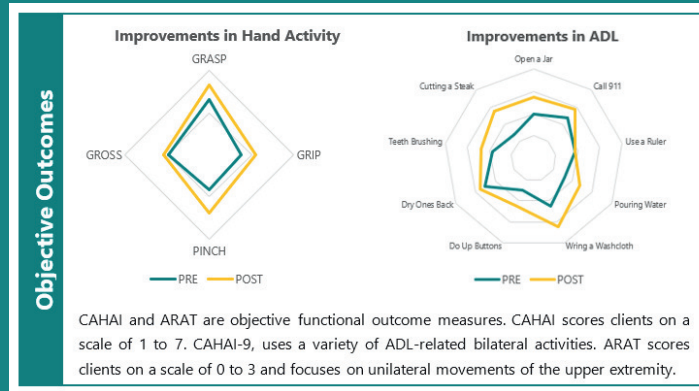 Objective Outcomes
Improvements in Hand Activity
GRASP
GROSS
GRIP
PINCH
PRE
POST
Improvements in ADL
Open a Jar
Cutting a Steak
Call 911
Teeth Brushing
Use a Ruler
Dry Ones Back
Pouring Water
Do Up Buttons
Wring a Washcloth
PRE
POST
CAHAI and ARAT are objective functional outcome measures. CAHAI scores clients on a
scale of 1 to 7. CAHAI-9, uses a variety of ADL-related bilateral activities. ARAT scores
clients on a scale of 0 to 3 and focuses on unilateral movements of the upper extremity.